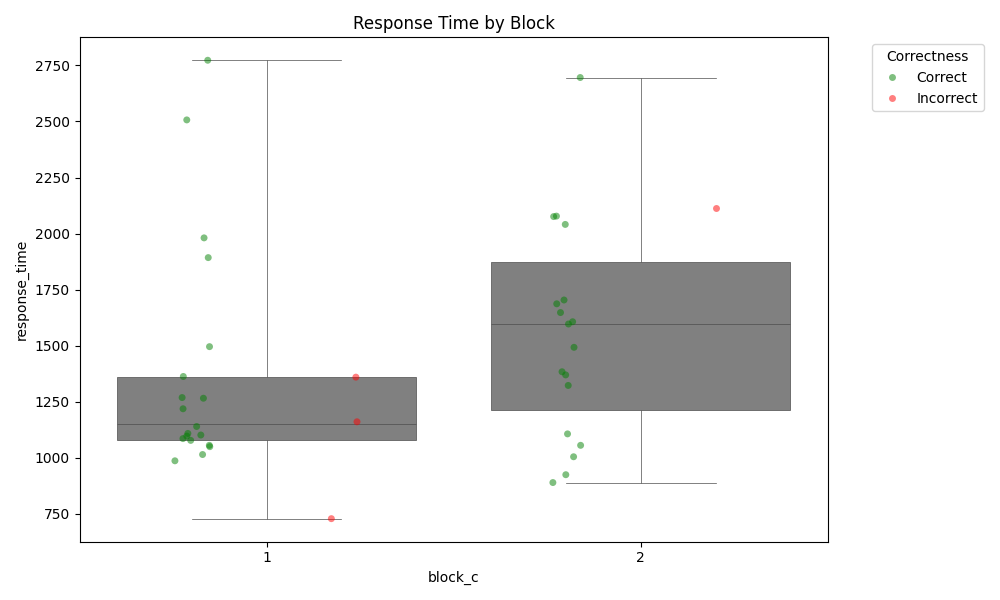 Response Time by Block
Correctness
Correct
Incorrect
response_time
2750
2500
2250
2000
1750
1500
1250
1000
750
1
2
block_c